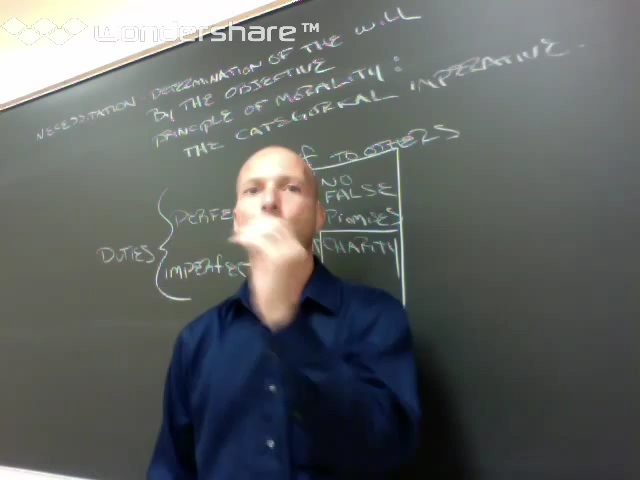 wondershare™
NECESSITATION: DETERMINATION OF THE WILL
BY THE OBJECTIVE
PRINCIPLE OF MORALITY:
THE CATEGORICAL IMPERATIVE.
F TO OTHERS
NO
FALSE
PERFE PROMISES
DUTIES
IMPERFEC CHARITY